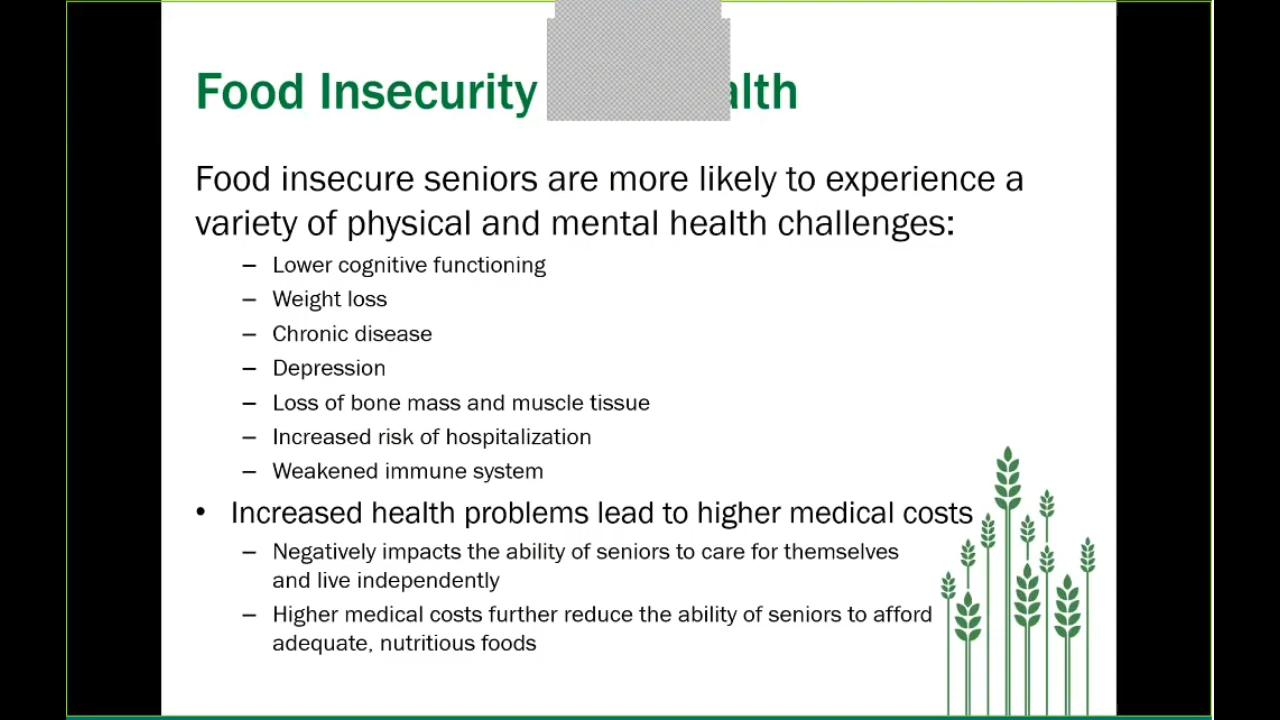 Food Insecurity alth
Food insecure seniors are more likely to experience a
variety of physical and mental health challenges:
– Lower cognitive functioning
– Weight loss
– Chronic disease
– Depression
– Loss of bone mass and muscle tissue
– Increased risk of hospitalization
– Weakened immune system
• Increased health problems lead to higher medical costs
– Negatively impacts the ability of seniors to care for themselves
and live independently
– Higher medical costs further reduce the ability of seniors to afford
adequate, nutritious foods